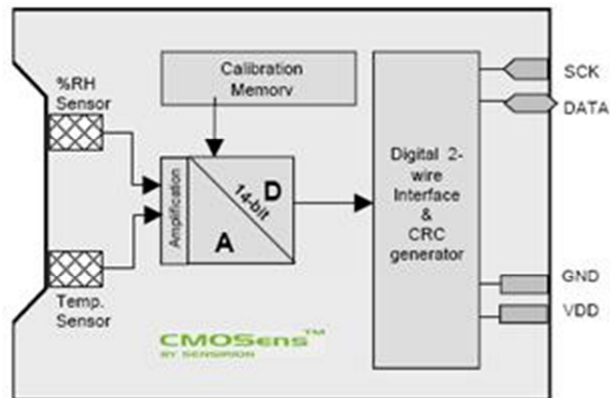 %RH
Sensor
Calibration
Memory
SCK
DATA
Digital 2-
wire
Interface
&
CRC
generator
Amplification
14-bit
D
A
Temp.
Sensor
GND
VDD
CMOSens™
BY SENSIRION